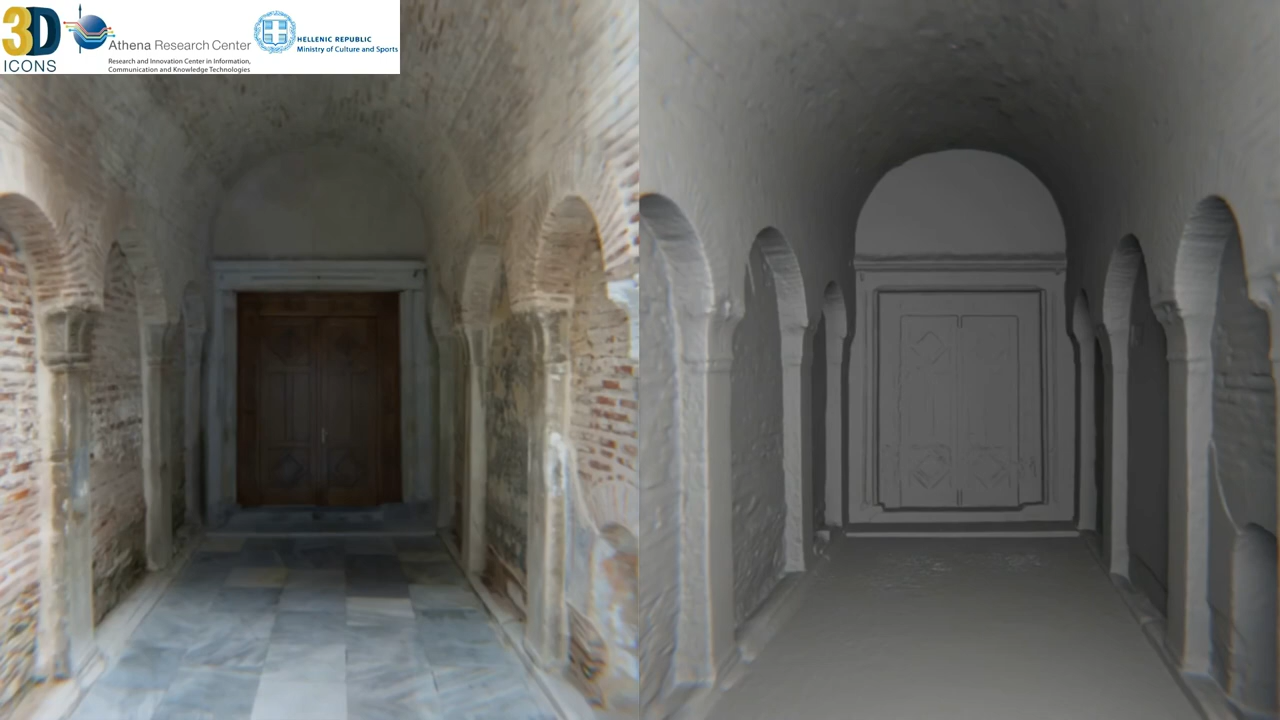 3D
ICONS
Athena Research Center
Research and Innovation Center in Information,
Communication and Knowledge Technologies
HELLENIC REPUBLIC
Ministry of Culture and Sports